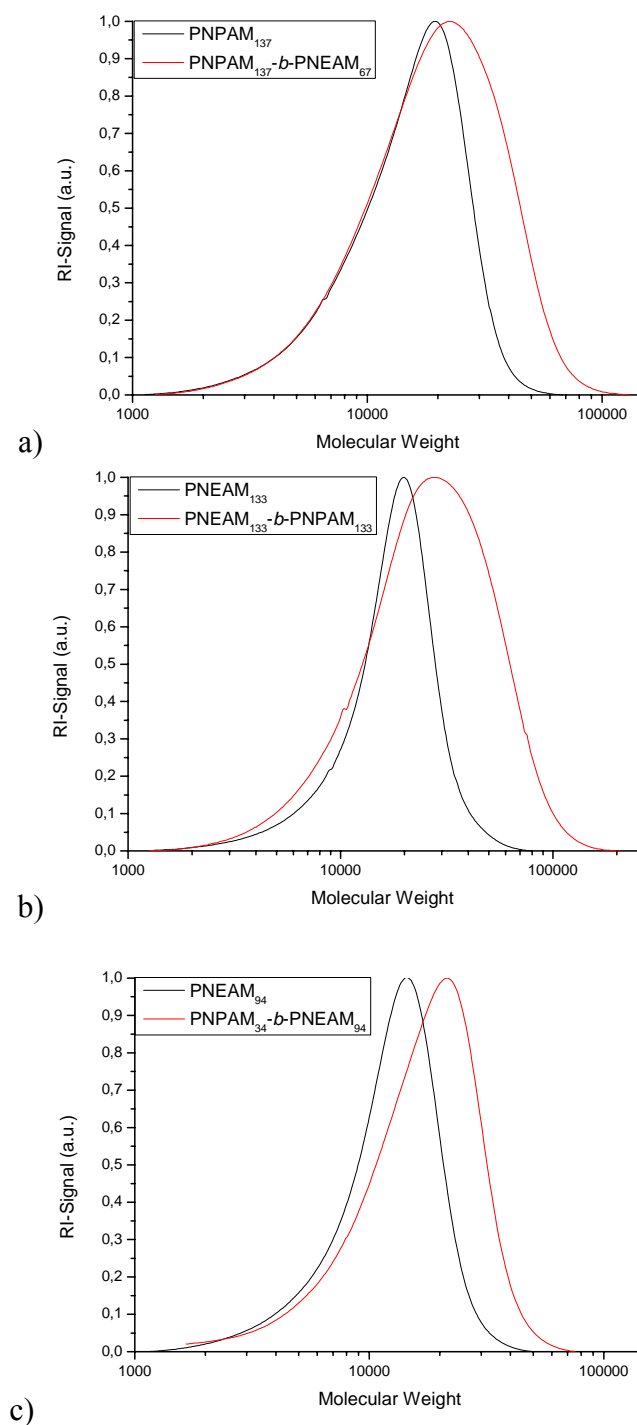 PNPAM₁₃₇
PNPAM₁₃₇-b-PNEAM₆₇
1,0
0,9
0,8
0,7
0,6
0,5
0,4
0,3
0,2
0,1
0,0
RI-Signal (a.u.)
1000 10000 100000
Molecular Weight
a)
PNEAM₁₃₃
PNEAM₁₃₃-b-PNPAM₁₃₃
1,0
0,9
0,8
0,7
0,6
0,5
0,4
0,3
0,2
0,1
0,0
RI-Signal (a.u.)
1000 10000 100000
Molecular Weight
b)
PNEAM₉₄
PNPAM₃₄-b-PNEAM₉₄
1,0
0,9
0,8
0,7
0,6
0,5
0,4
0,3
0,2
0,1
0,0
RI-Signal (a.u.)
1000 10000 100000
Molecular Weight
c)